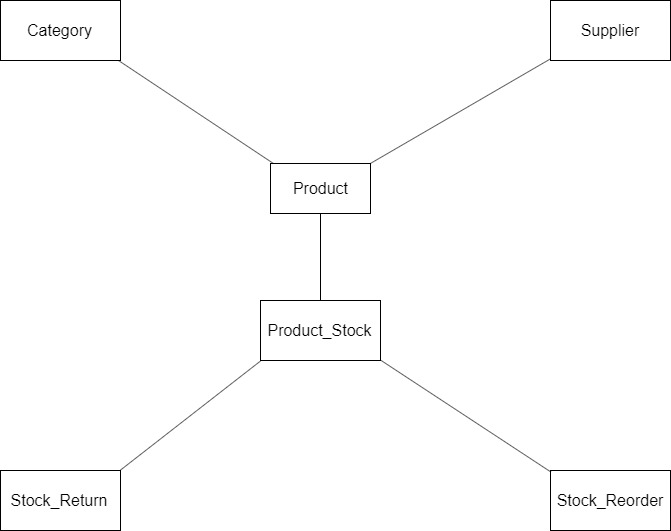 Category
Supplier
Product
Product_Stock
Stock_Return
Stock_Reorder